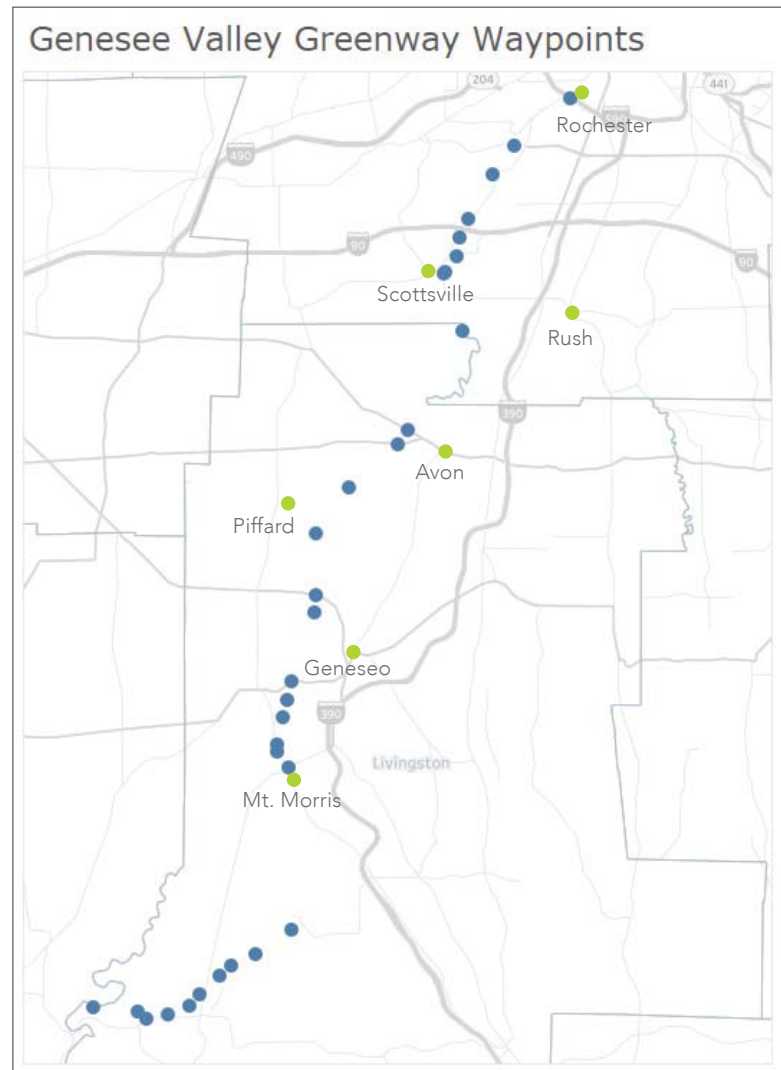 Genesee Valley Greenway Waypoints
204
441
Rochester
490
90
90
Scottsville
Rush
390
Avon
Piffard
Geneseo
390
Livingston
Mt. Morris